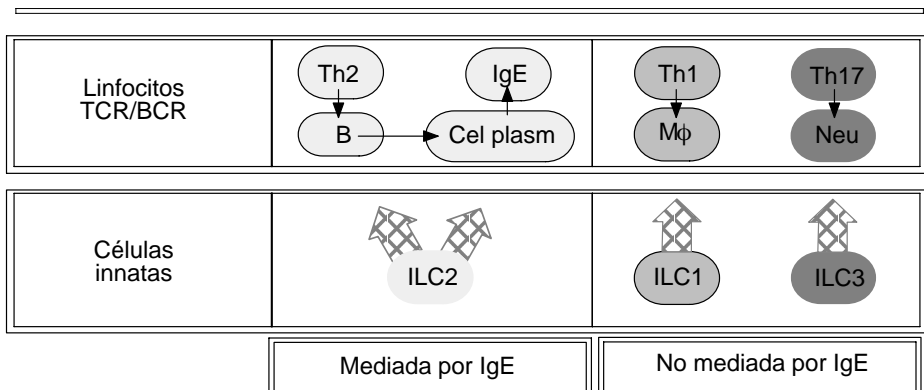 Linfocitos
TCR/BCR
Th2
IgE
B
Cel plasm
Th1
Mϕ
Th17
Neu
Células
innatas
ILC2
ILC1
ILC3
Mediada por IgE
No mediada por IgE